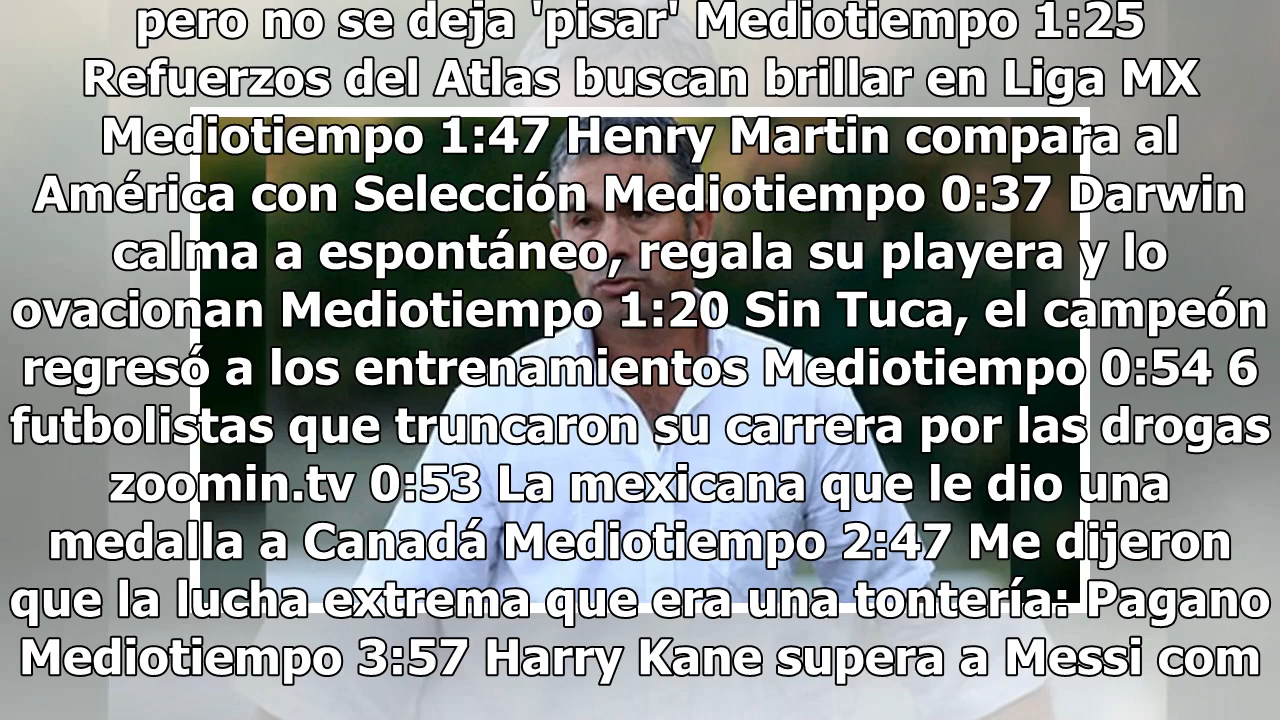 pero no se deja 'pisar' Mediotiempo 1:25
Refuerzos del Atlas buscan brillar en Liga MX
Mediotiempo 1:47 Henry Martin compara al
América con Selección Mediotiempo 0:37 Darwin
calma a espontáneo, regala su playera y lo
ovacionan Mediotiempo 1:20 Sin Tuca, el campeón
regresó a los entrenamientos Mediotiempo 0:54 6
futbolistas que truncaron su carrera por las drogas
zoomin.tv 0:53 La mexicana que le dio una
medalla a Canadá Mediotiempo 2:47 Me dijeron
que la lucha extrema que era una tontería: Pagano
Mediotiempo 3:57 Harry Kane supera a Messi com